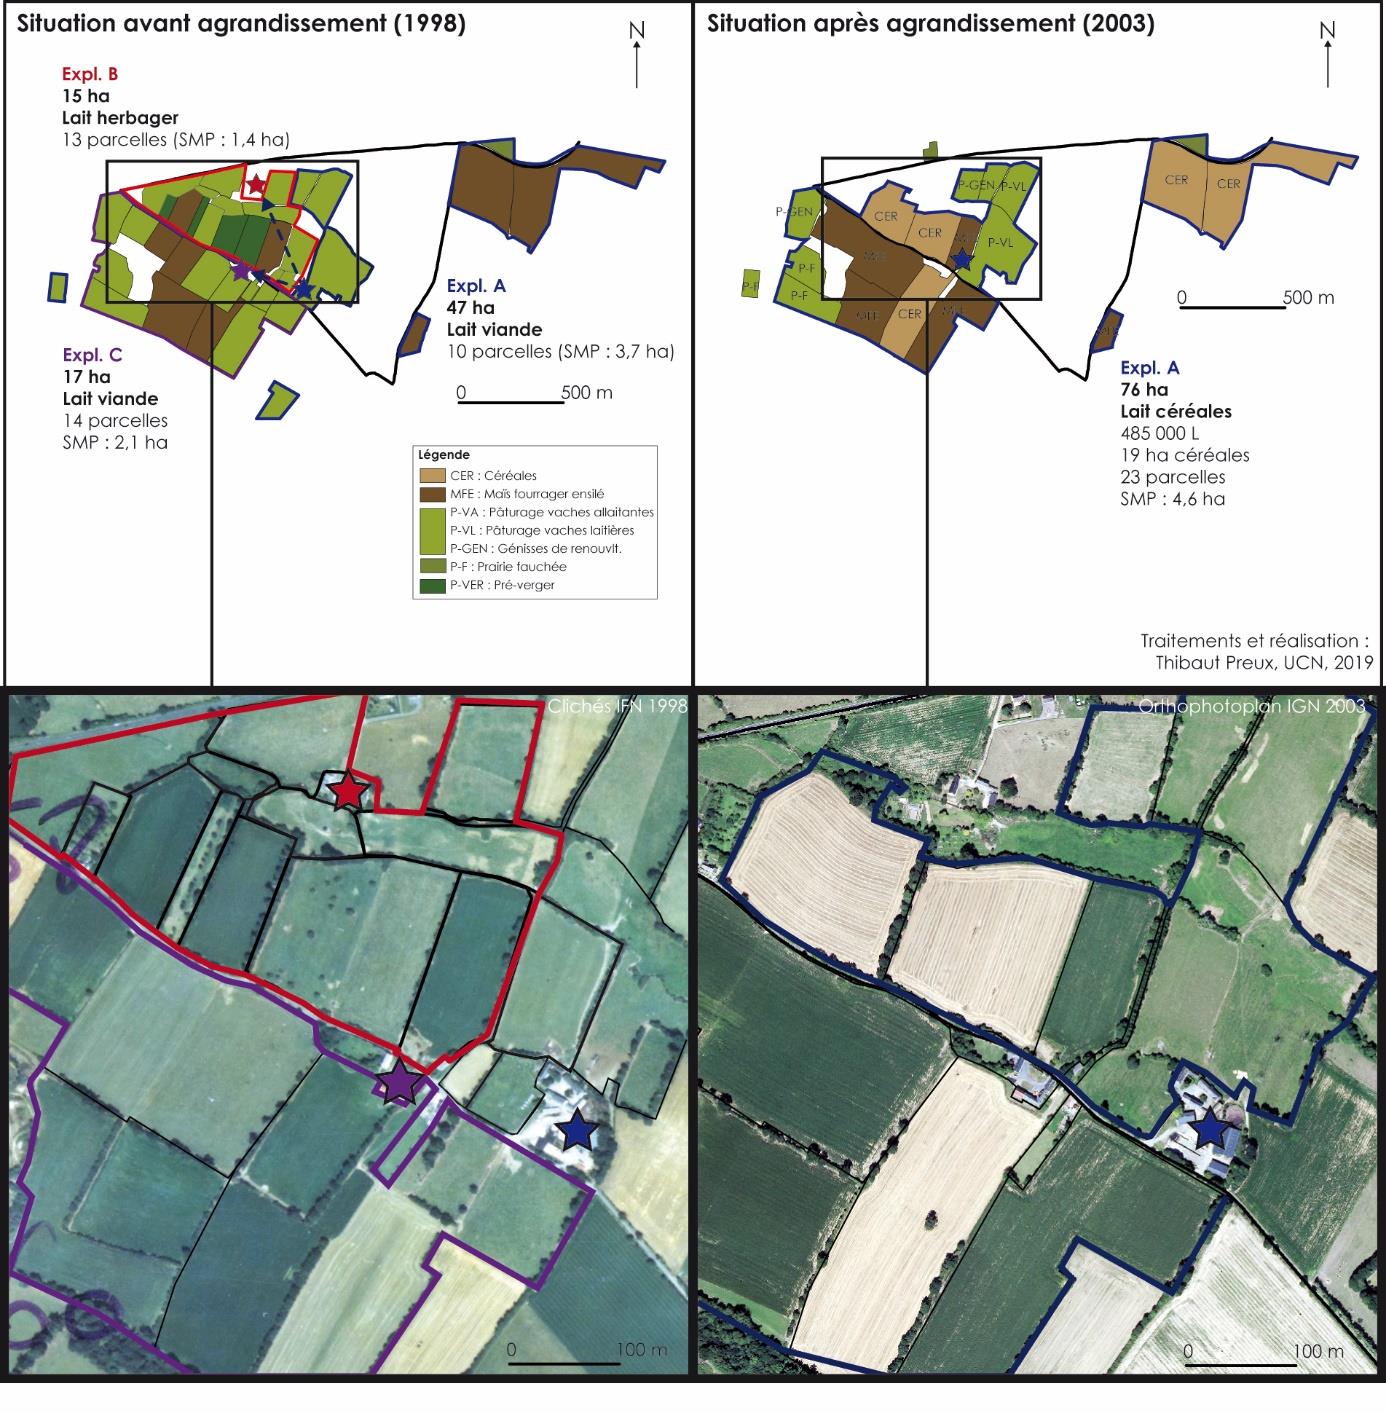 Situation avant agrandissement (1998)
N
Expl. B
15 ha
Lait herbager
13 parcelles (SMP : 1,4 ha)
Expl. A
47 ha
Lait viande
10 parcelles (SMP : 3,7 ha)
0 500 m
Expl. C
17 ha
Lait viande
14 parcelles
SMP : 2,1 ha
Légende
CER : Céréales
MFE : Maïs fourrager ensilé
P-VA : Pâturage vaches allaitantes
P-VL : Pâturage vaches laitières
P-GEN : Génisses de renouvlt.
P-F : Prairie fauchée
P-VER : Pré-verger
Situation après agrandissement (2003)
N
CER
CER
P-GEN
P-VL
P-GEN
CER
CER
P-VL
MFE
P-F
P-F
P-F
MFE
CER
0 500 m
Expl. A
76 ha
Lait céréales
485 000 L
19 ha céréales
23 parcelles
SMP : 4,6 ha
Traitements et réalisation :
Thibaut Preux, UCN, 2019
Clichés IFN 1998
0 100 m
Orthophotoplan IGN 2003
0 100 m